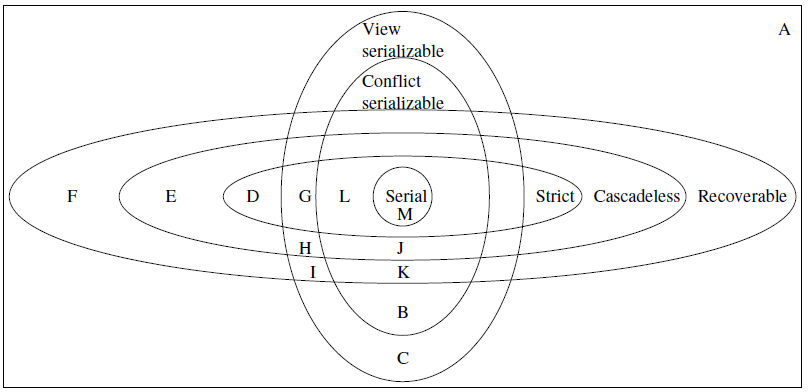 View
serializable
A
Conflict
serializable
F E D G L Serial Strict Cascadeless Recoverable
M
H J
I K
B
C